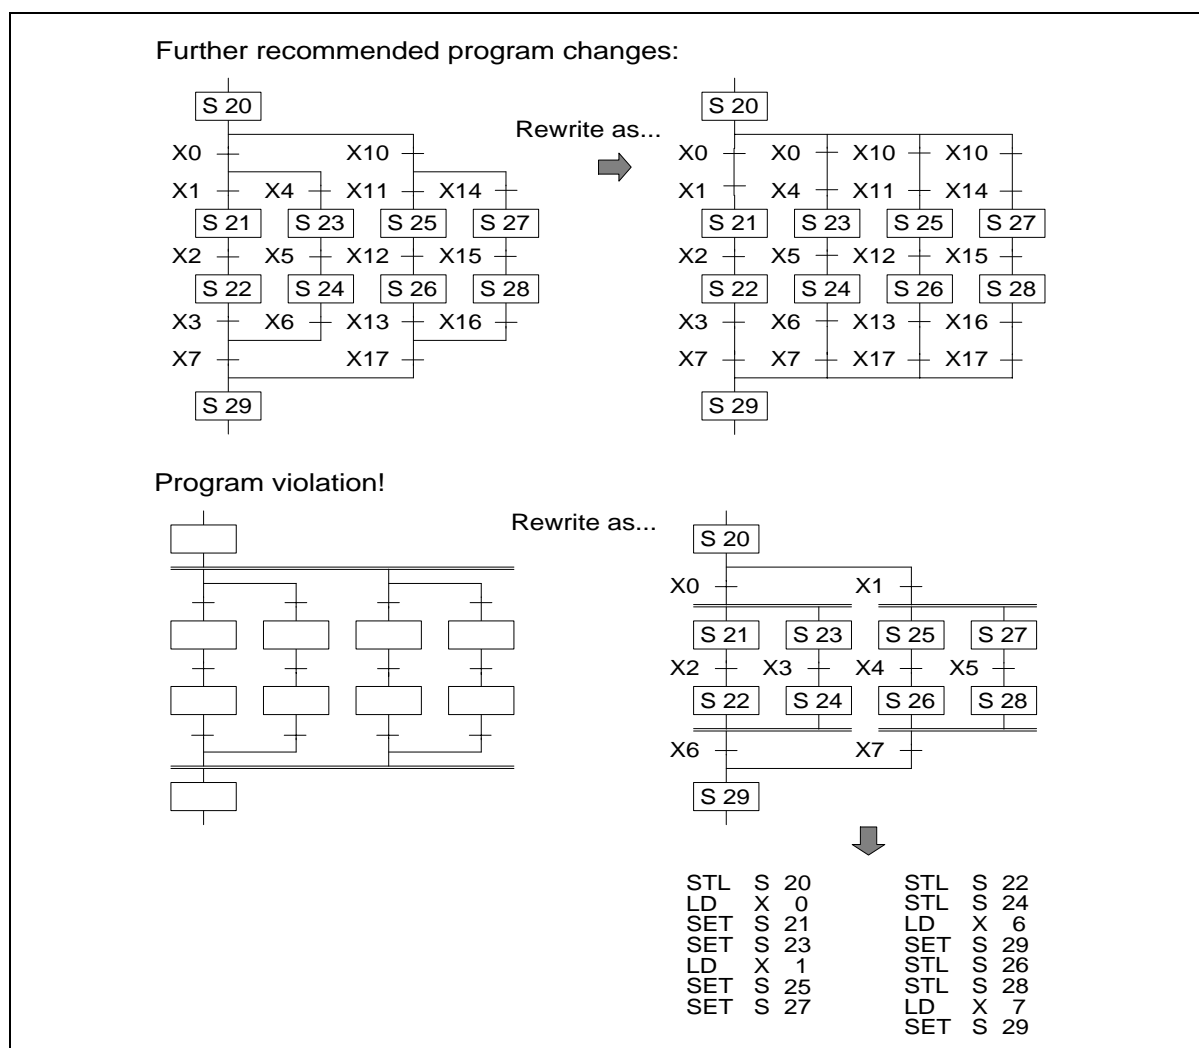 Further recommended program changes:
S 20
X0 X10
X1 X4 X11 X14
S 21 S 23 S 25 S 27
X2 X5 X12 X15
S 22 S 24 S 26 S 28
X3 X6 X13 X16
X7 X17
S 29
Rewrite as...
S 20
X0 X0 X10 X10
X1 X4 X11 X14
S 21 S 23 S 25 S 27
X2 X5 X12 X15
S 22 S 24 S 26 S 28
X3 X6 X13 X16
X7 X7 X17 X17
S 29
Program violation!
Rewrite as...
S 20
X0 X1
S 21 S 23 S 25 S 27
X2 X3 X4 X5
S 22 S 24 S 26 S 28
X6 X7
S 29
STL S 20
LD X 0
SET S 21
SET S 23
LD X 1
SET S 25
SET S 27
STL S 22
STL S 24
LD X 6
SET S 29
STL S 26
STL S 28
LD X 7
SET S 29